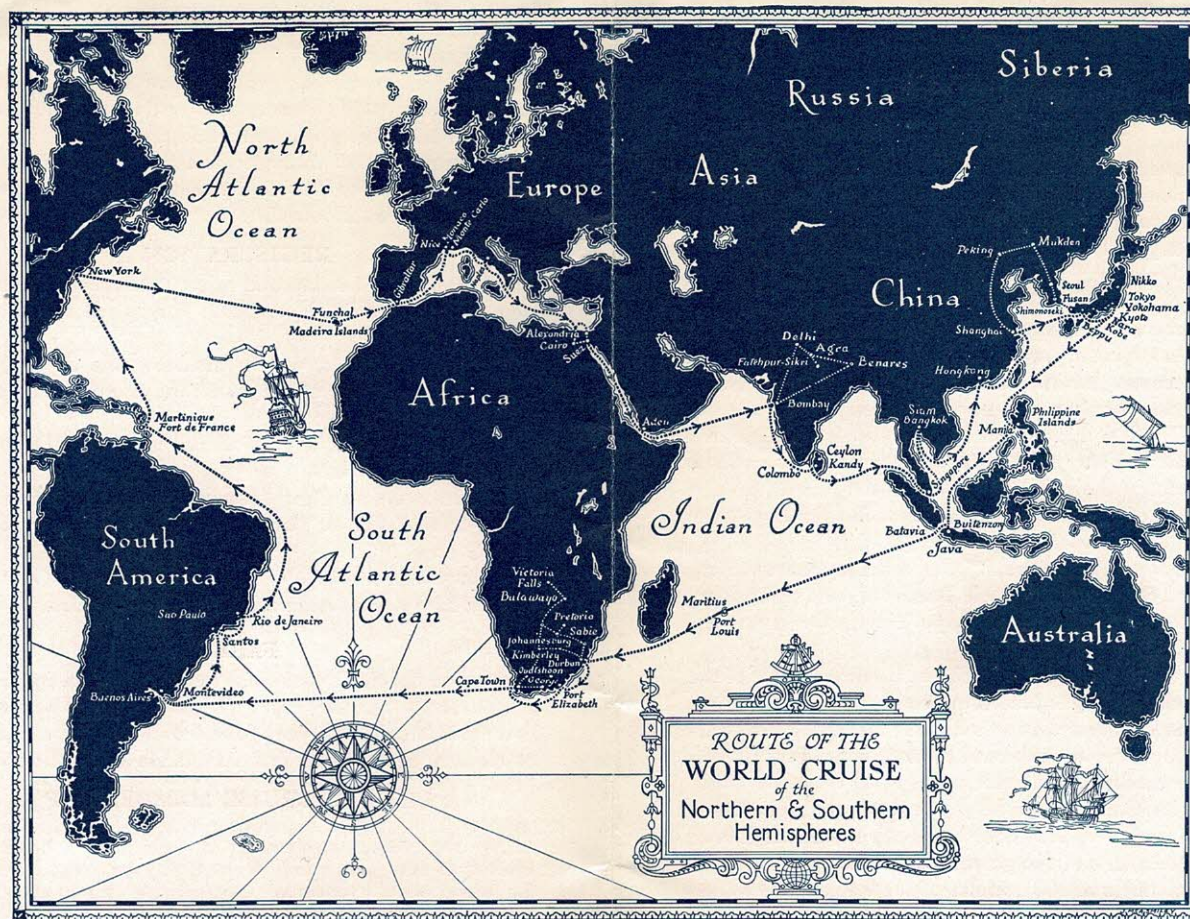 North
Atlantic
Ocean
Europe
Asia
Russia
Siberia
China
Nice
Monaco
Monte Carlo
Gibraltar
New York
Funchal
Madeira Islands
Alexandria
Cairo
Suez
Peking
Mukden
Seoul
Fusan
Shimonoseki
Shanghai
Nikko
Tokyo
Yokohama
Kyoto
Nara
Kobe
Beppu
Delhi
Agra
Fatehpur-Sikri
Benares
Hongkong
Africa
Aden
Bombay
Siam
Bangkok
Manila
Philippine
Islands
Martinique
Fort de France
Colombo
Ceylon
Kandy
Singapore
Indian Ocean
Batavia
Buitenzorg
Java
South
America
South
Atlantic
Ocean
Sao Paulo
Rio de Janeiro
Santos
Buenos Aires
Montevideo
Victoria
Falls
Bulawayo
Pretoria
Sabie
Johannesburg
Kimberley
Durban
George
Cape Town
Port
Elizabeth
Maritius
Port
Louis
Australia
ROUTE OF THE
WORLD CRUISE
of the
Northern & Southern
Hemispheres